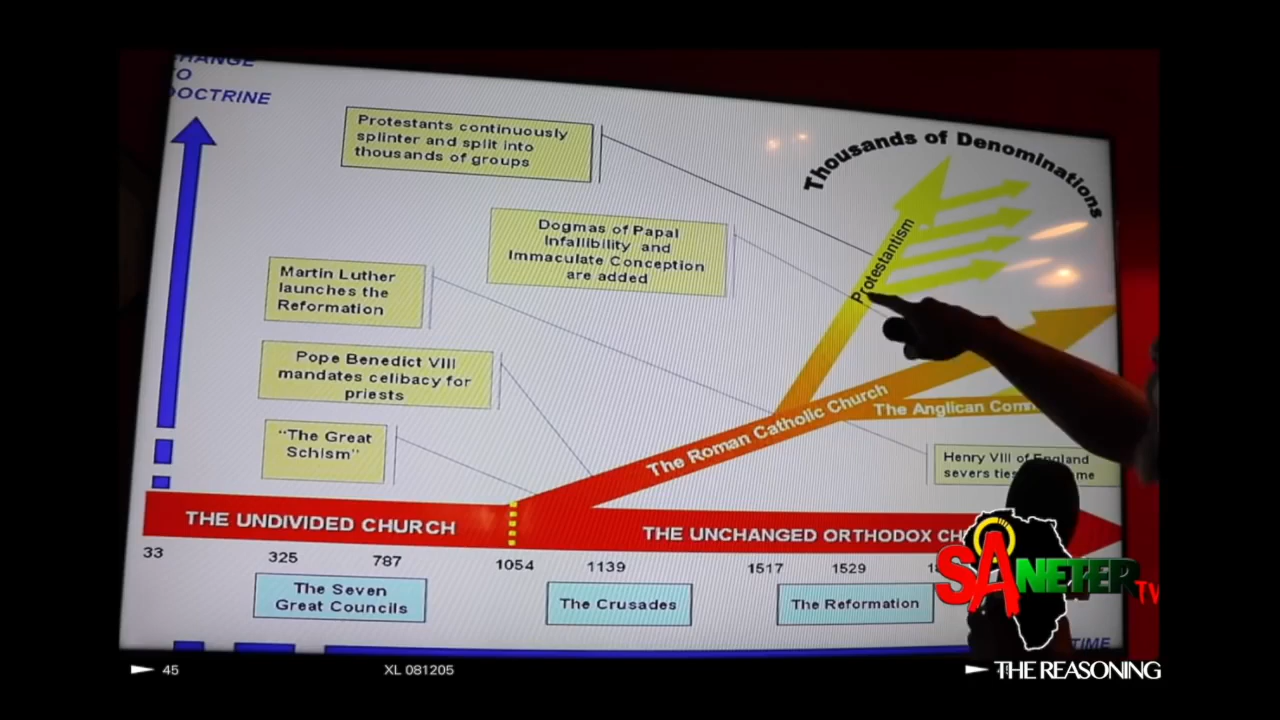 HANGE
TO
DOCTRINE
Protestants continuously
splinter and split into
thousands of groups
Thousands of Denominations
Dogmas of Papal
Infallibility and
Immaculate Conception
are added
Protestantism
Martin Luther
launches the
Reformation
Pope Benedict VIII
mandates celibacy for
priests
The Roman Catholic Church
The Anglican Com
"The Great
Schism"
Henry VIII of England
severs ties me
THE UNDIVIDED CHURCH
THE UNCHANGED ORTHODOX CH
33
325
787
1054
1139
1517
1529
18
The Seven
Great Councils
The Crusades
The Reformation
SANETER TV
TIME
45
XL 081205
THE REASONING